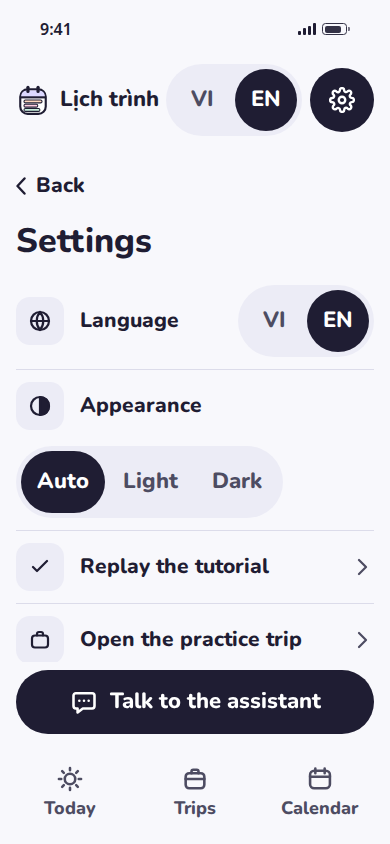 9:41
Lịch trình
VI
EN
Back
Settings
Language
VI
EN
Appearance
Auto
Light
Dark
Replay the tutorial
Open the practice trip
Talk to the assistant
Today
Trips
Calendar